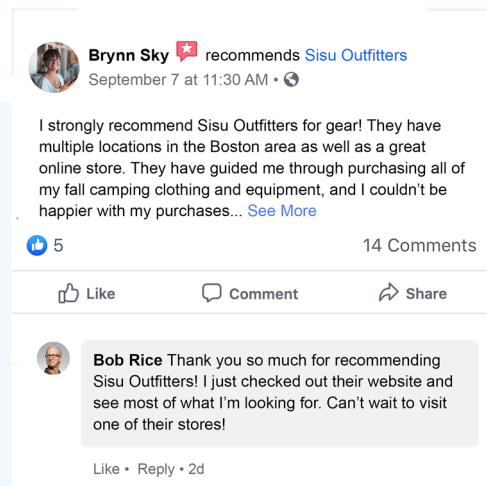 Brynn Sky recommends Sisu Outfitters
September 7 at 11:30 AM •
I strongly recommend Sisu Outfitters for gear! They have
multiple locations in the Boston area as well as a great
online store. They have guided me through purchasing all of
my fall camping clothing and equipment, and I couldn't be
happier with my purchases... See More
5 14 Comments
Like Comment Share
Bob Rice Thank you so much for recommending
Sisu Outfitters! I just checked out their website and
see most of what I'm looking for. Can't wait to visit
one of their stores!
Like • Reply • 2d